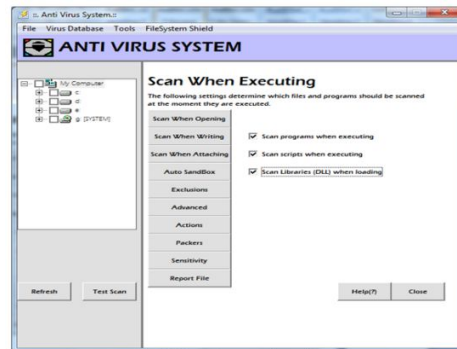 :: Anti Virus System.::
File Virus Database Tools FileSystem Shield
ANTI VIRUS SYSTEM
My Computer
c
d
e
g [SYSTEM]
Refresh
Test Scan
Scan When Executing
The following settings determine which files and programs should be scanned
at the moment they are executed.
Scan When Opening
Scan When Writing
Scan When Attaching
Auto SandBox
Exclusions
Advanced
Actions
Packers
Sensitivity
Report File
Scan programs when executing
Scan scripts when executing
Scan Libraries (DLL) when loading
Help(?)
Close